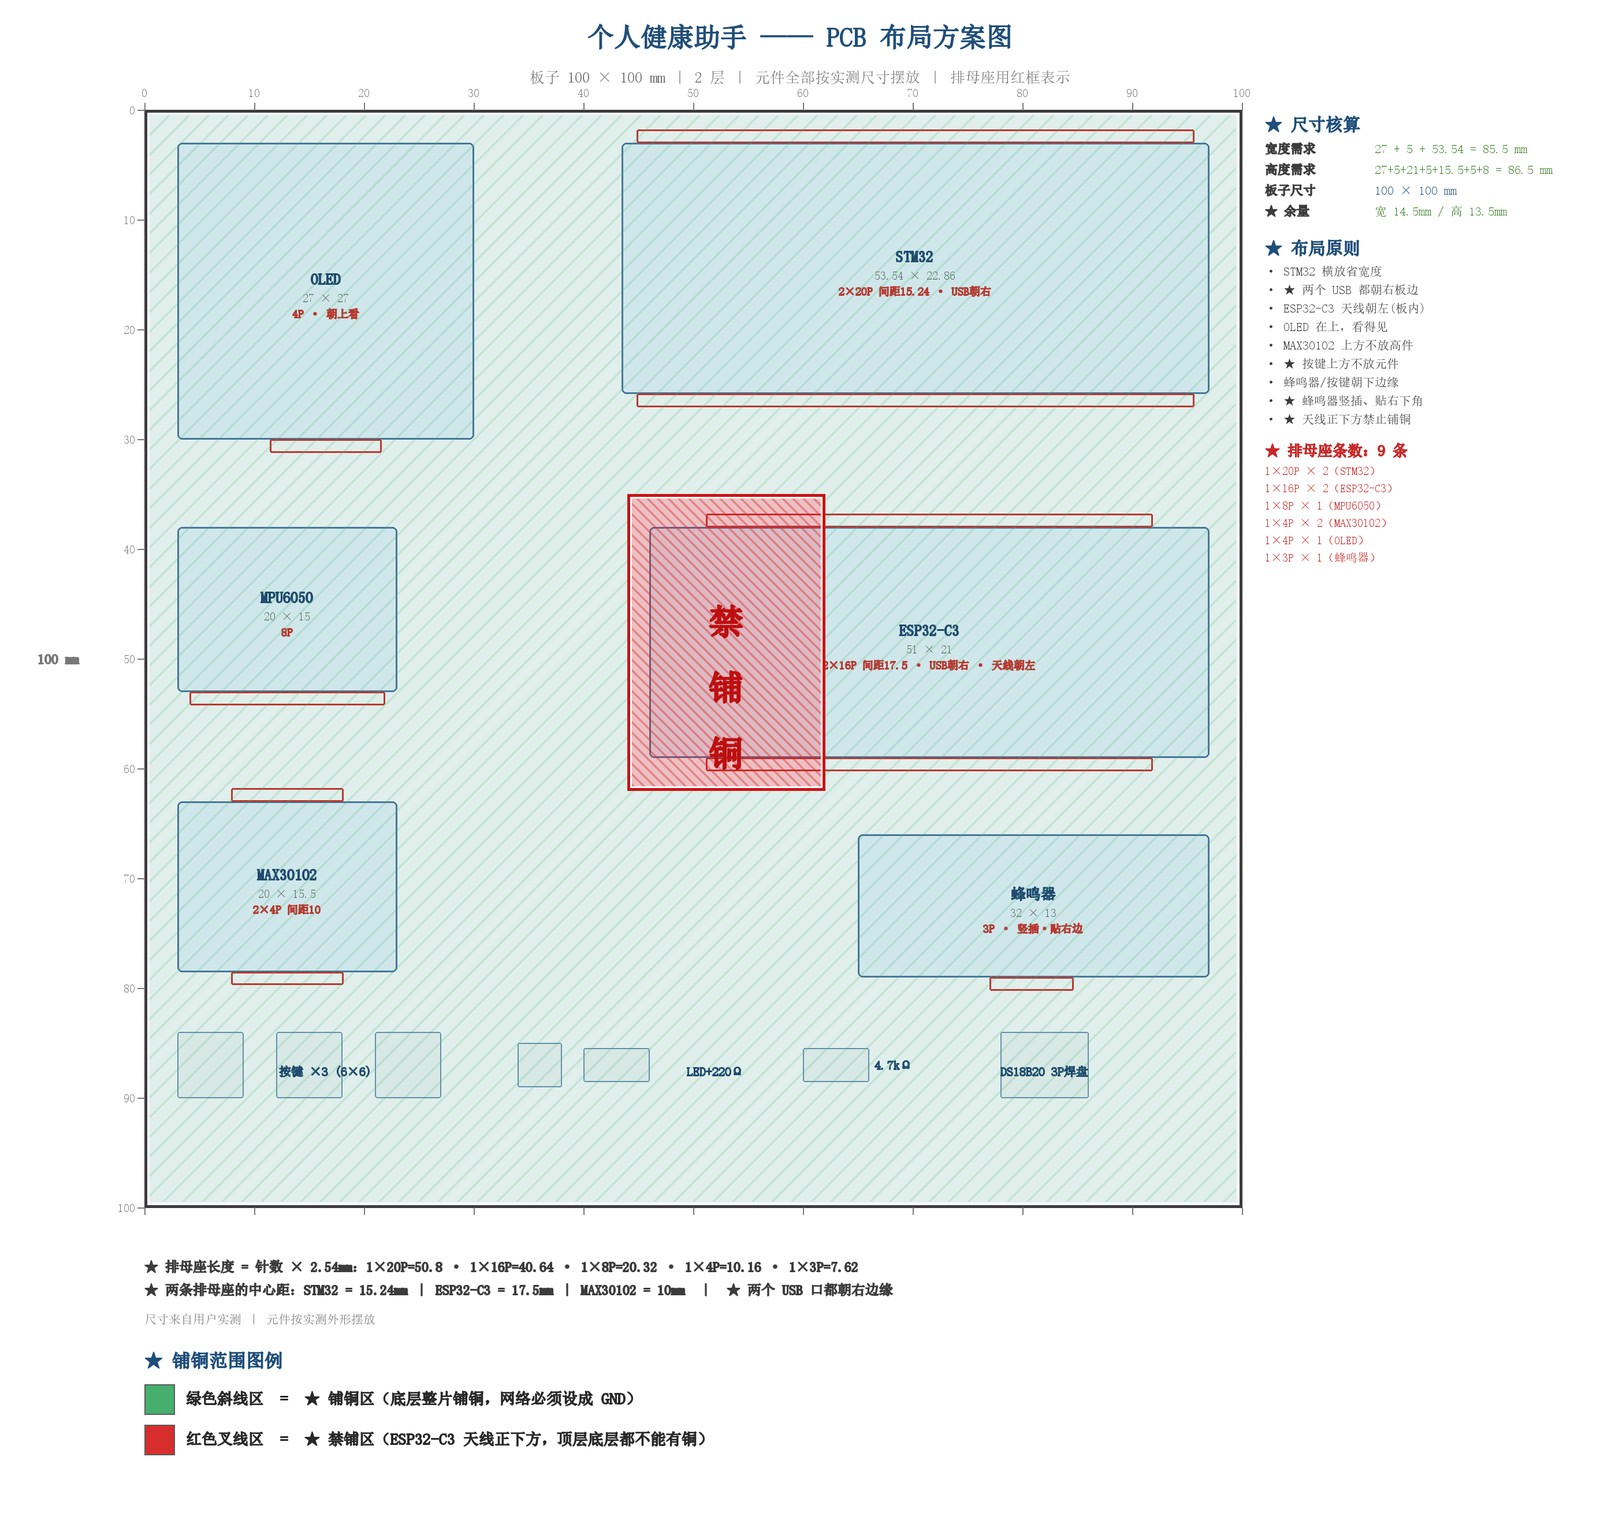 个人健康助手 —— PCB 布局方案图
板子 100 × 100 mm | 2 层 | 元件全部按实测尺寸摆放 | 排母座用红框表示
0 10 20 30 40 50 60 70 80 90 100
0
10
20
30
40
50
60
70
80
90
100
100 mm
OLED
27 × 27
4P • 朝上看
STM32
53.54 × 22.86
2×20P 间距15.24 • USB朝右
MPU6050
20 × 15
8P
禁
铺
铜
ESP32-C3
51 × 21
2×16P 间距17.5 • USB朝右 • 天线朝左
MAX30102
20 × 15.5
2×4P 间距10
蜂鸣器
32 × 13
3P • 竖插•贴右边
按键 ×3 (6×6)
LED+220Ω
4.7kΩ
DS18B20 3P焊盘
★ 尺寸核算
宽度需求 27 + 5 + 53.54 = 85.5 mm
高度需求 27+5+21+5+15.5+5+8 = 86.5 mm
板子尺寸 100 × 100 mm
★ 余量 宽 14.5mm / 高 13.5mm
★ 布局原则
• STM32 横放省宽度
• ★ 两个 USB 都朝右板边
• ESP32-C3 天线朝左(板内)
• OLED 在上，看得见
• MAX30102 上方不放高件
• ★ 按键上方不放元件
• 蜂鸣器/按键朝下边缘
• ★ 蜂鸣器竖插、贴右下角
• ★ 天线正下方禁止铺铜
★ 排母座条数：9 条
1×20P × 2（STM32）
1×16P × 2（ESP32-C3）
1×8P × 1（MPU6050）
1×4P × 2（MAX30102）
1×4P × 1（OLED）
1×3P × 1（蜂鸣器）
★ 排母座长度 = 针数 × 2.54mm：1×20P=50.8 • 1×16P=40.64 • 1×8P=20.32 • 1×4P=10.16 • 1×3P=7.62
★ 两条排母座的中心距：STM32 = 15.24mm | ESP32-C3 = 17.5mm | MAX30102 = 10mm | ★ 两个 USB 口都朝右边缘
尺寸来自用户实测 | 元件按实测外形摆放
★ 铺铜范围图例
绿色斜线区 = ★ 铺铜区（底层整片铺铜，网络必须设成 GND）
红色叉线区 = ★ 禁铺区（ESP32-C3 天线正下方，顶层底层都不能有铜）